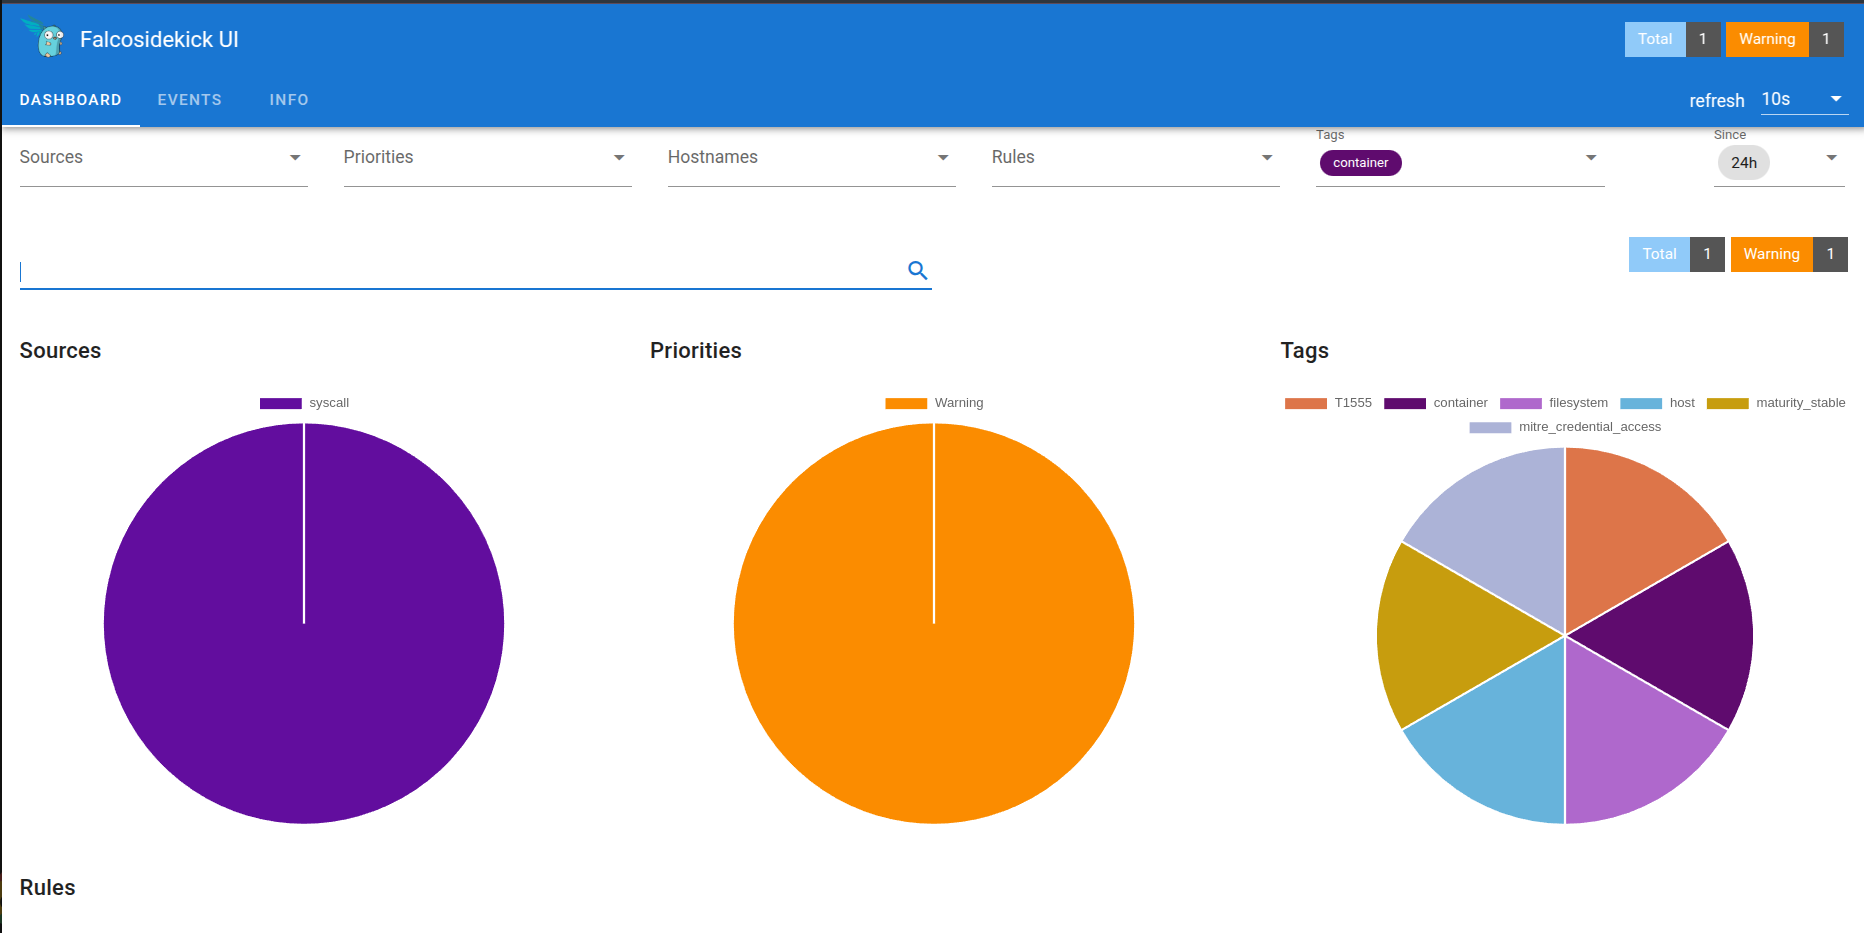 Falcosidekick UI
Total 1 Warning 1
DASHBOARD EVENTS INFO
refresh 10s
Sources Priorities Hostnames Rules Tags container Since 24h
Total 1 Warning 1
Sources Priorities Tags
syscall
Warning
T1555 container filesystem host maturity_stable
mitre_credential_access
Rules